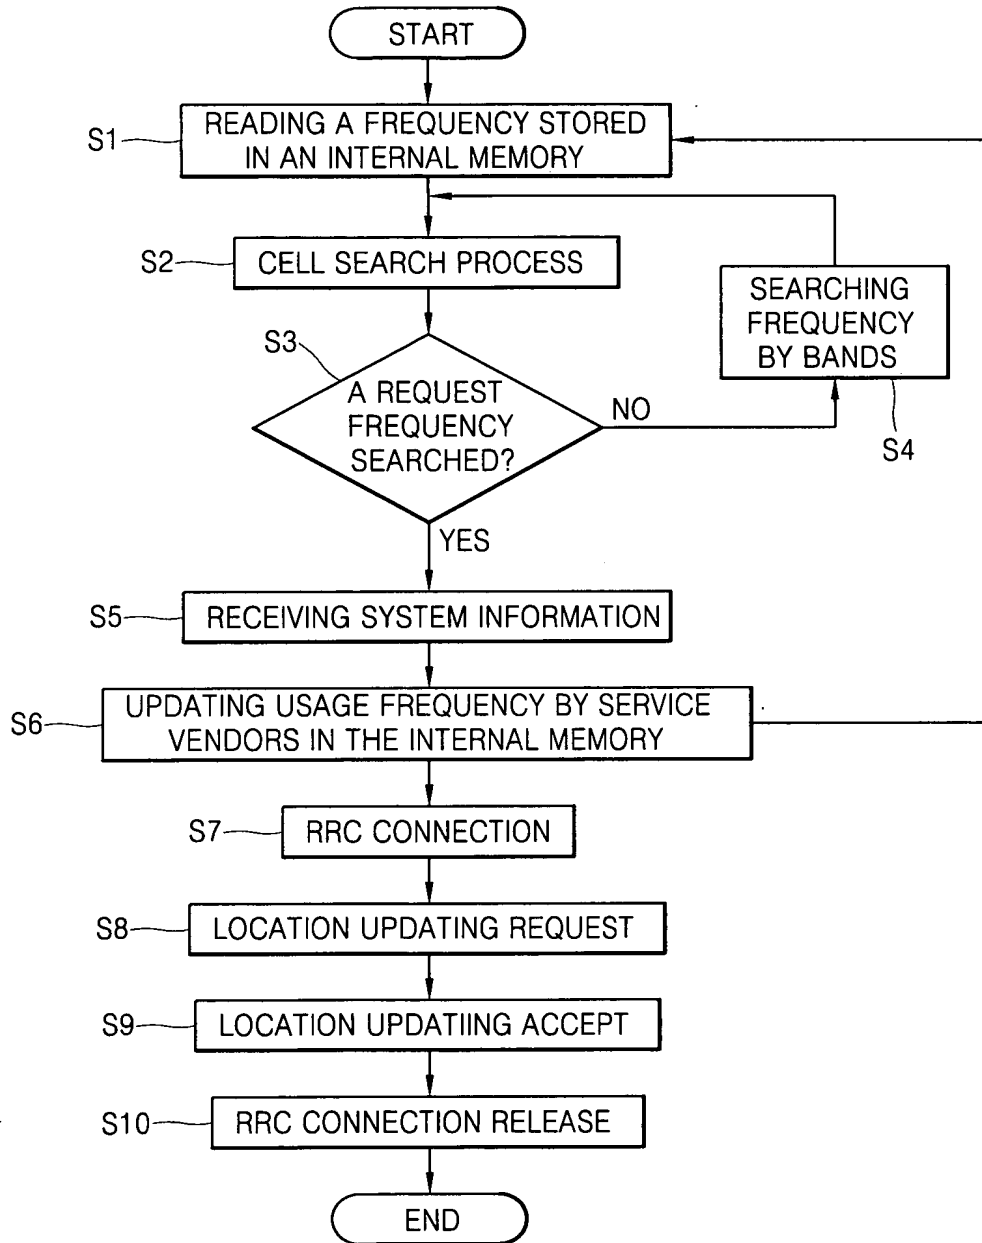 START
S1
READING A FREQUENCY STORED
IN AN INTERNAL MEMORY
S2
CELL SEARCH PROCESS
SEARCHING
FREQUENCY
BY BANDS
S4
S3
A REQUEST
FREQUENCY
SEARCHED?
NO
YES
S5
RECEIVING SYSTEM INFORMATION
S6
UPDATING USAGE FREQUENCY BY SERVICE
VENDORS IN THE INTERNAL MEMORY
S7
RRC CONNECTION
S8
LOCATION UPDATING REQUEST
S9
LOCATION UPDATIING ACCEPT
S10
RRC CONNECTION RELEASE
END